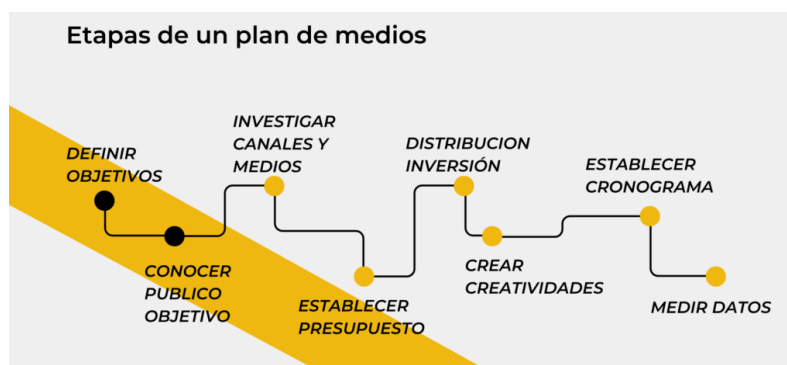 Etapas de un plan de medios
DEFINIR
OBJETIVOS
CONOCER
PUBLICO
OBJETIVO
INVESTIGAR
CANALES Y
MEDIOS
ESTABLECER
PRESUPUESTO
DISTRIBUCION
INVERSIÓN
CREAR
CREATIVIDADES
ESTABLECER
CRONOGRAMA
MEDIR DATOS